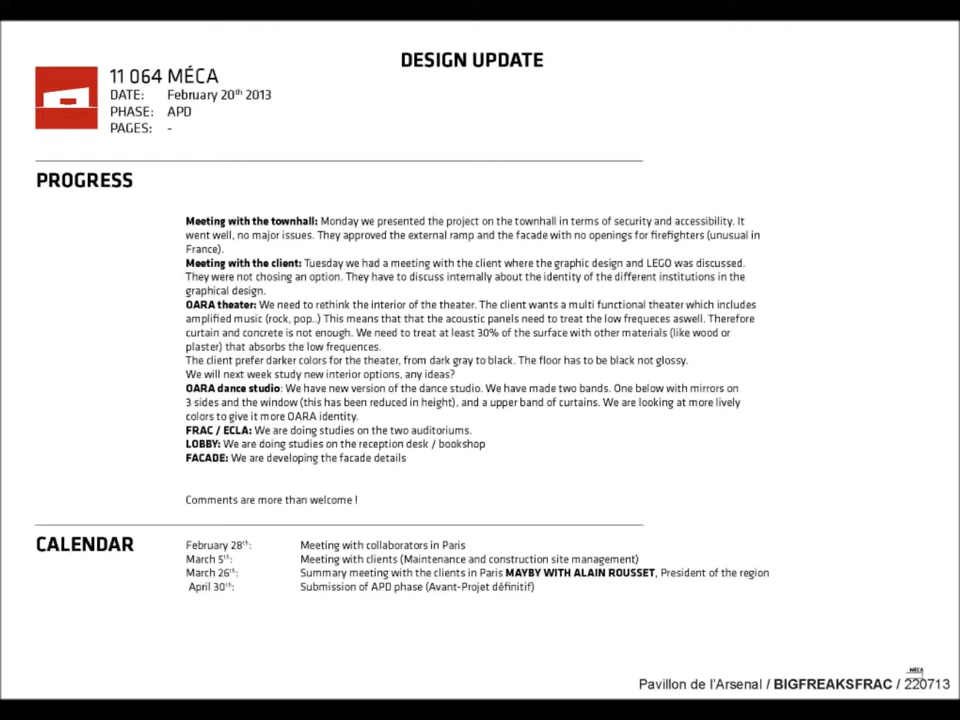 DESIGN UPDATE
11 064 MÉCA
DATE: February 20th 2013
PHASE: APD
PAGES: -
PROGRESS
Meeting with the townhall: Monday we presented the project on the townhall in terms of security and accessibility. It
went well, no major issues. They approved the external ramp and the facade with no openings for firefighters (unusual in
France).
Meeting with the client: Tuesday we had a meeting with the client where the graphic design and LEGO was discussed.
They were not chosing an option. They have to discuss internally about the identity of the different institutions in the
graphical design.
OARA theater: We need to rethink the interior of the theater. The client wants a multi functional theater which includes
amplified music (rock, pop..) This means that that the acoustic panels need to treat the low frequeces aswell. Therefore
curtain and concrete is not enough. We need to treat at least 30% of the surface with other materials (like wood or
plaster) that absorbs the low frequences.
The client prefer darker colors for the theater, from dark gray to black. The floor has to be black not glossy.
We will next week study new interior options, any ideas?
OARA dance studio: We have new version of the dance studio. We have made two bands. One below with mirrors on
3 sides and the window (this has been reduced in height), and a upper band of curtains. We are looking at more lively
colors to give it more OARA identity.
FRAC / ECLA: We are doing studies on the two auditoriums.
LOBBY: We are doing studies on the reception desk / bookshop
FACADE: We are developing the facade details
Comments are more than welcome !
CALENDAR
February 28th: Meeting with collaborators in Paris
March 5th: Meeting with clients (Maintenance and construction site management)
March 26th: Summary meeting with the clients in Paris MAYBY WITH ALAIN ROUSSET, President of the region
April 30th: Submission of APD phase (Avant-Projet définitif)
MÉCA
Pavillon de l'Arsenal / BIGFREAKSFRAC / 220713